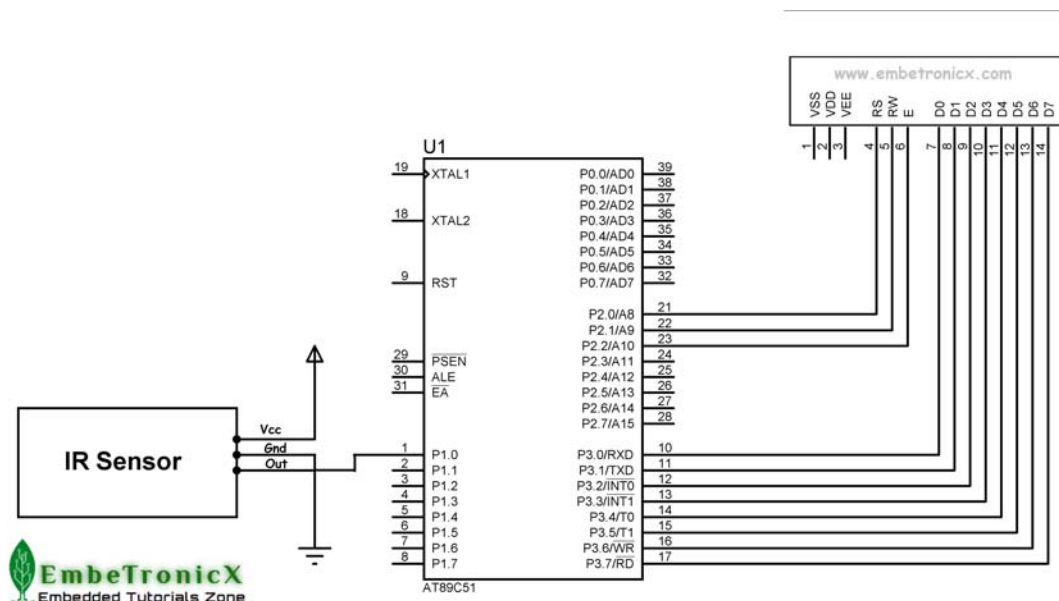 www.embetronicx.com
VSS VDD VEE RS RW E D0 D1 D2 D3 D4 D5 D6 D7
1 2 3 4 5 6 7 8 9 10 11 12 13 14
U1
19 XTAL1 P0.0/AD0 39
P0.1/AD1 38
P0.2/AD2 37
18 XTAL2 P0.3/AD3 36
P0.4/AD4 35
P0.5/AD5 34
P0.6/AD6 33
9 RST P0.7/AD7 32
P2.0/A8 21
P2.1/A9 22
P2.2/A10 23
29 PSEN P2.3/A11 24
30 ALE P2.4/A12 25
31 EA P2.5/A13 26
P2.6/A14 27
P2.7/A15 28
Vcc
Gnd
Out
IR Sensor
1 P1.0 P3.0/RXD 10
2 P1.1 P3.1/TXD 11
3 P1.2 P3.2/INT0 12
4 P1.3 P3.3/INT1 13
5 P1.4 P3.4/T0 14
6 P1.5 P3.5/T1 15
7 P1.6 P3.6/WR 16
8 P1.7 P3.7/RD 17
AT89C51
EmbeTronicX
Embedded Tutorials Zone